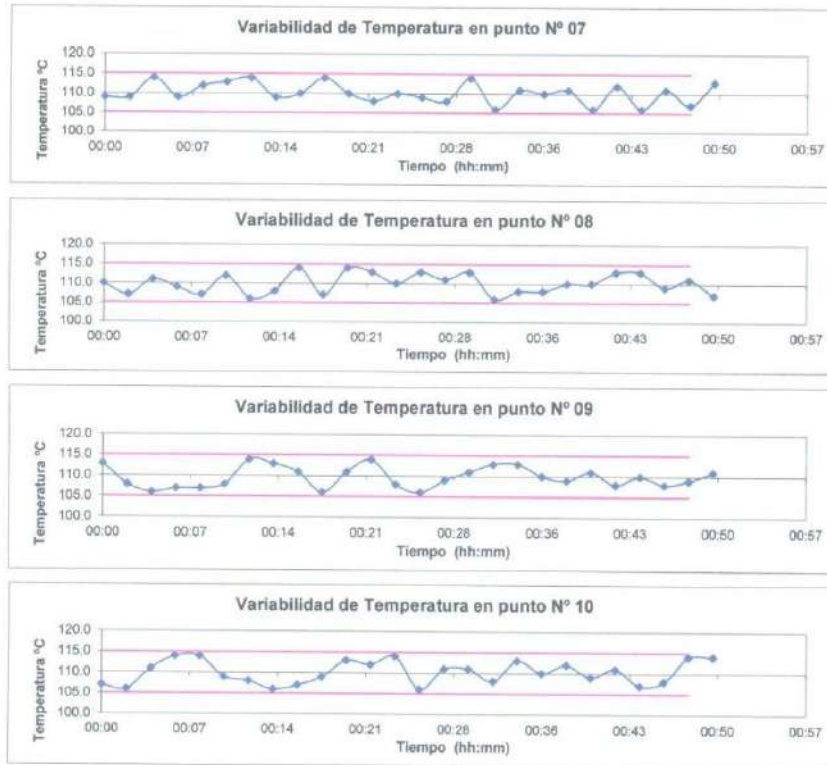 Variabilidad de Temperatura en punto Nº 07
Temperatura ºC
120.0
115.0
110.0
105.0
100.0
00:00 00:07 00:14 00:21 00:28 00:36 00:43 00:50 00:57
Tiempo (hh:mm)
Variabilidad de Temperatura en punto Nº 08
Temperatura ºC
120.0
115.0
110.0
105.0
100.0
00:00 00:07 00:14 00:21 00:28 00:36 00:43 00:50 00:57
Tiempo (hh:mm)
Variabilidad de Temperatura en punto Nº 09
Temperatura ºC
120.0
115.0
110.0
105.0
100.0
00:00 00:07 00:14 00:21 00:28 00:36 00:43 00:50 00:57
Tiempo (hh:mm)
Variabilidad de Temperatura en punto Nº 10
Temperatura ºC
120.0
115.0
110.0
105.0
100.0
00:00 00:07 00:14 00:21 00:28 00:36 00:43 00:50 00:57
Tiempo (hh:mm)